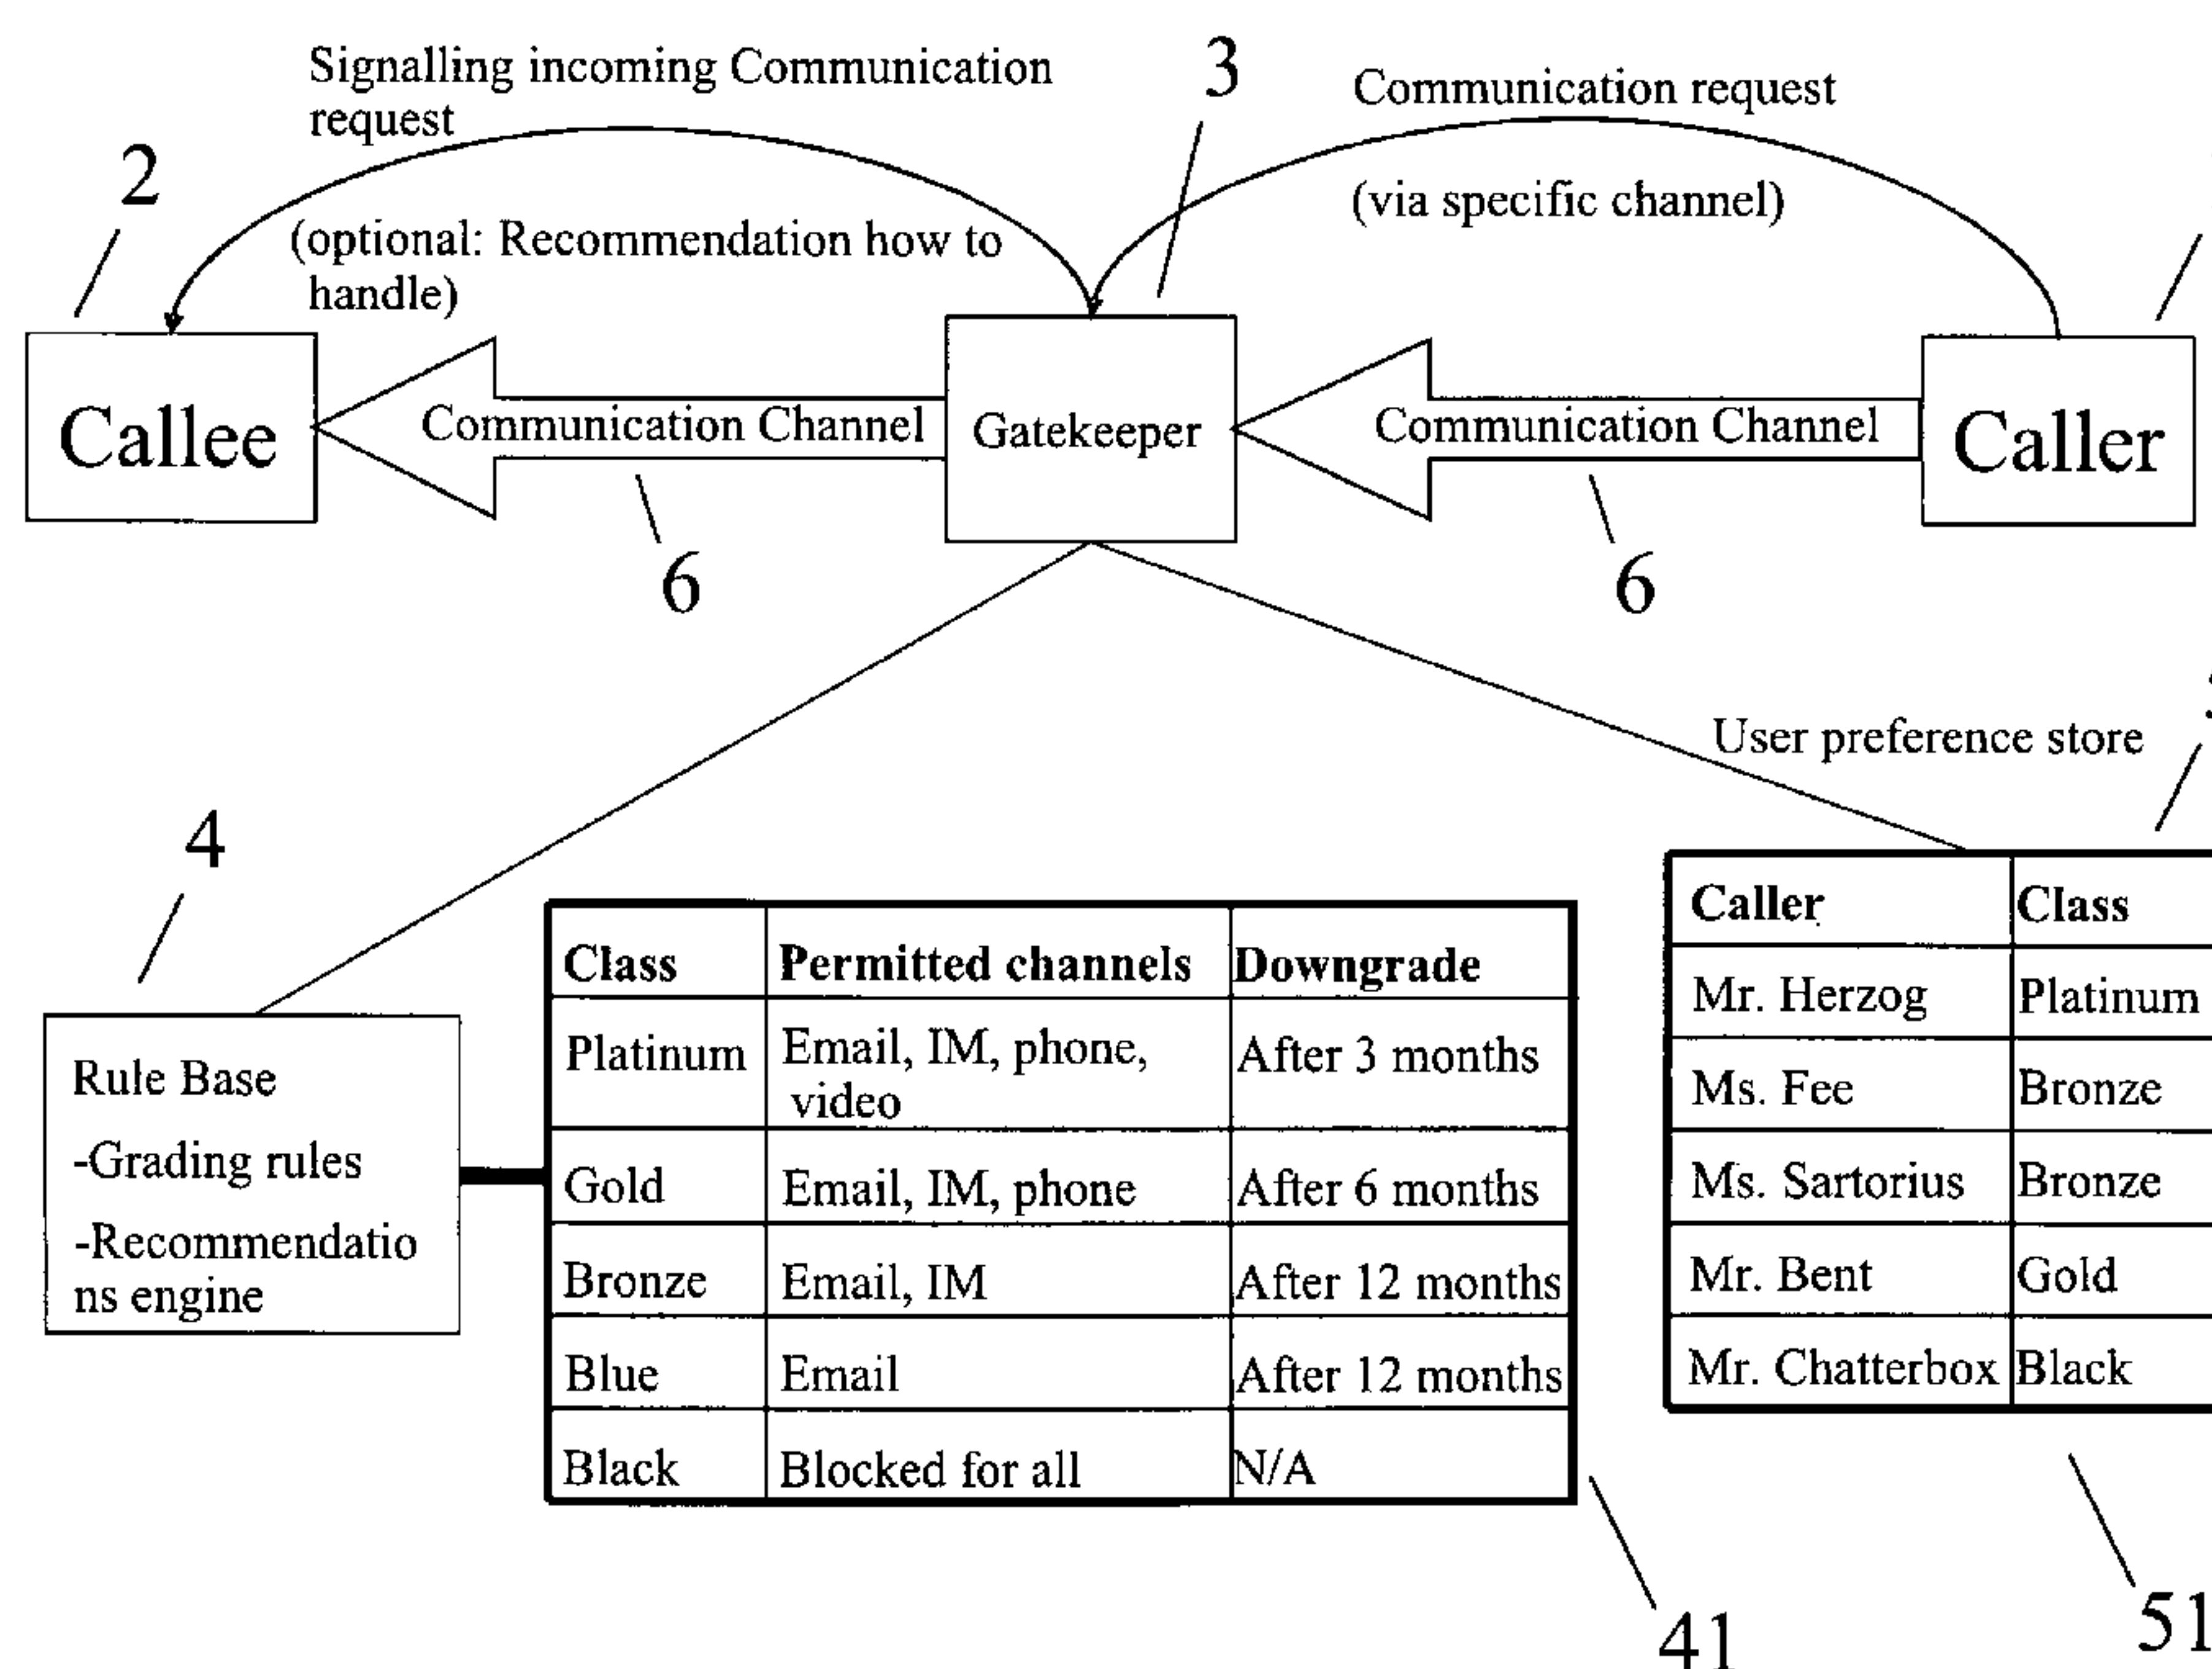 Signalling incoming Communication
request
3
Communication request
2
(via specific channel)
(optional: Recommendation how to
handle)
Callee
Communication Channel
Gatekeeper
Communication Channel
Caller
6
6
User preference store
4
Caller Class
Mr. Herzog Platinum
Ms. Fee Bronze
Ms. Sartorius Bronze
Mr. Bent Gold
Mr. Chatterbox Black
Rule Base
-Grading rules
-Recommendatio
ns engine
Class Permitted channels Downgrade
Platinum Email, IM, phone, After 3 months
video
Gold Email, IM, phone After 6 months
Bronze Email, IM After 12 months
Blue Email After 12 months
Black Blocked for all N/A
41
51